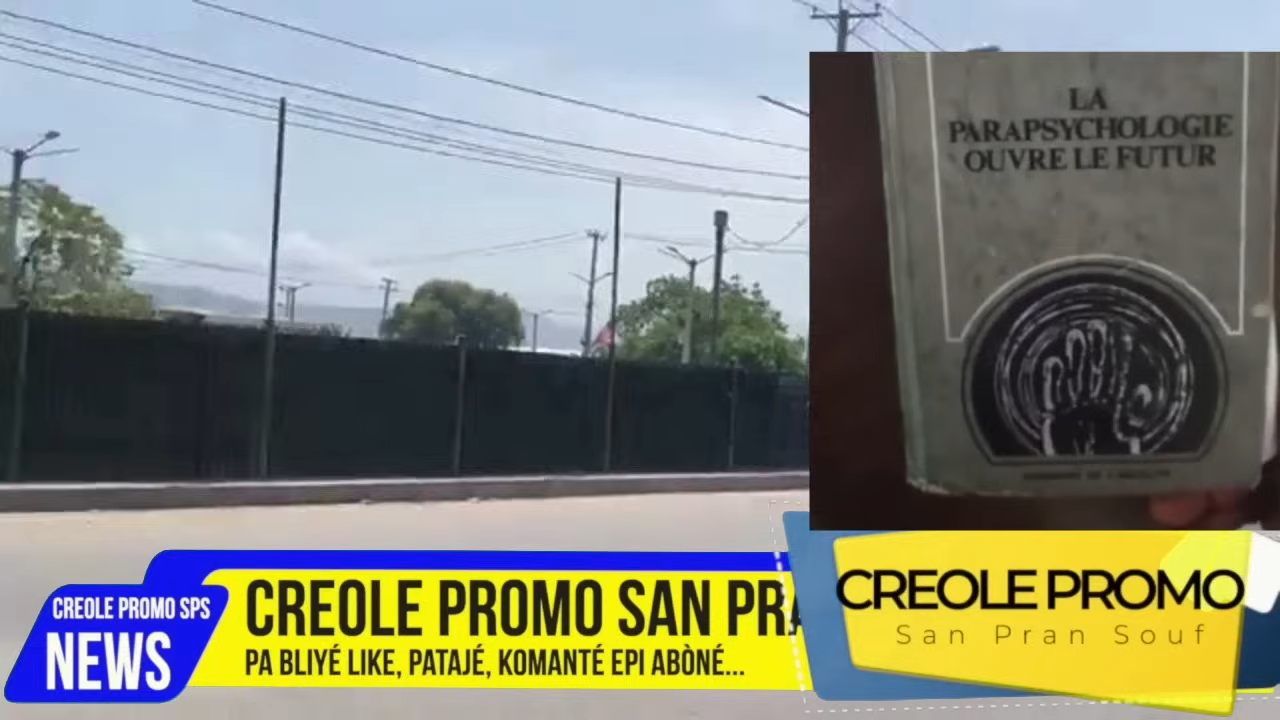 LA
PARAPSYCHOLOGIE
OUVRE LE FUTUR
CREOLE PROMO SPS
NEWS
CREOLE PROMO SAN PRA
PA BLIYÉ LIKE, PATAJÉ, KOMANTÉ EPI ABÒNÉ...
CREOLE PROMO
San Pran Souf